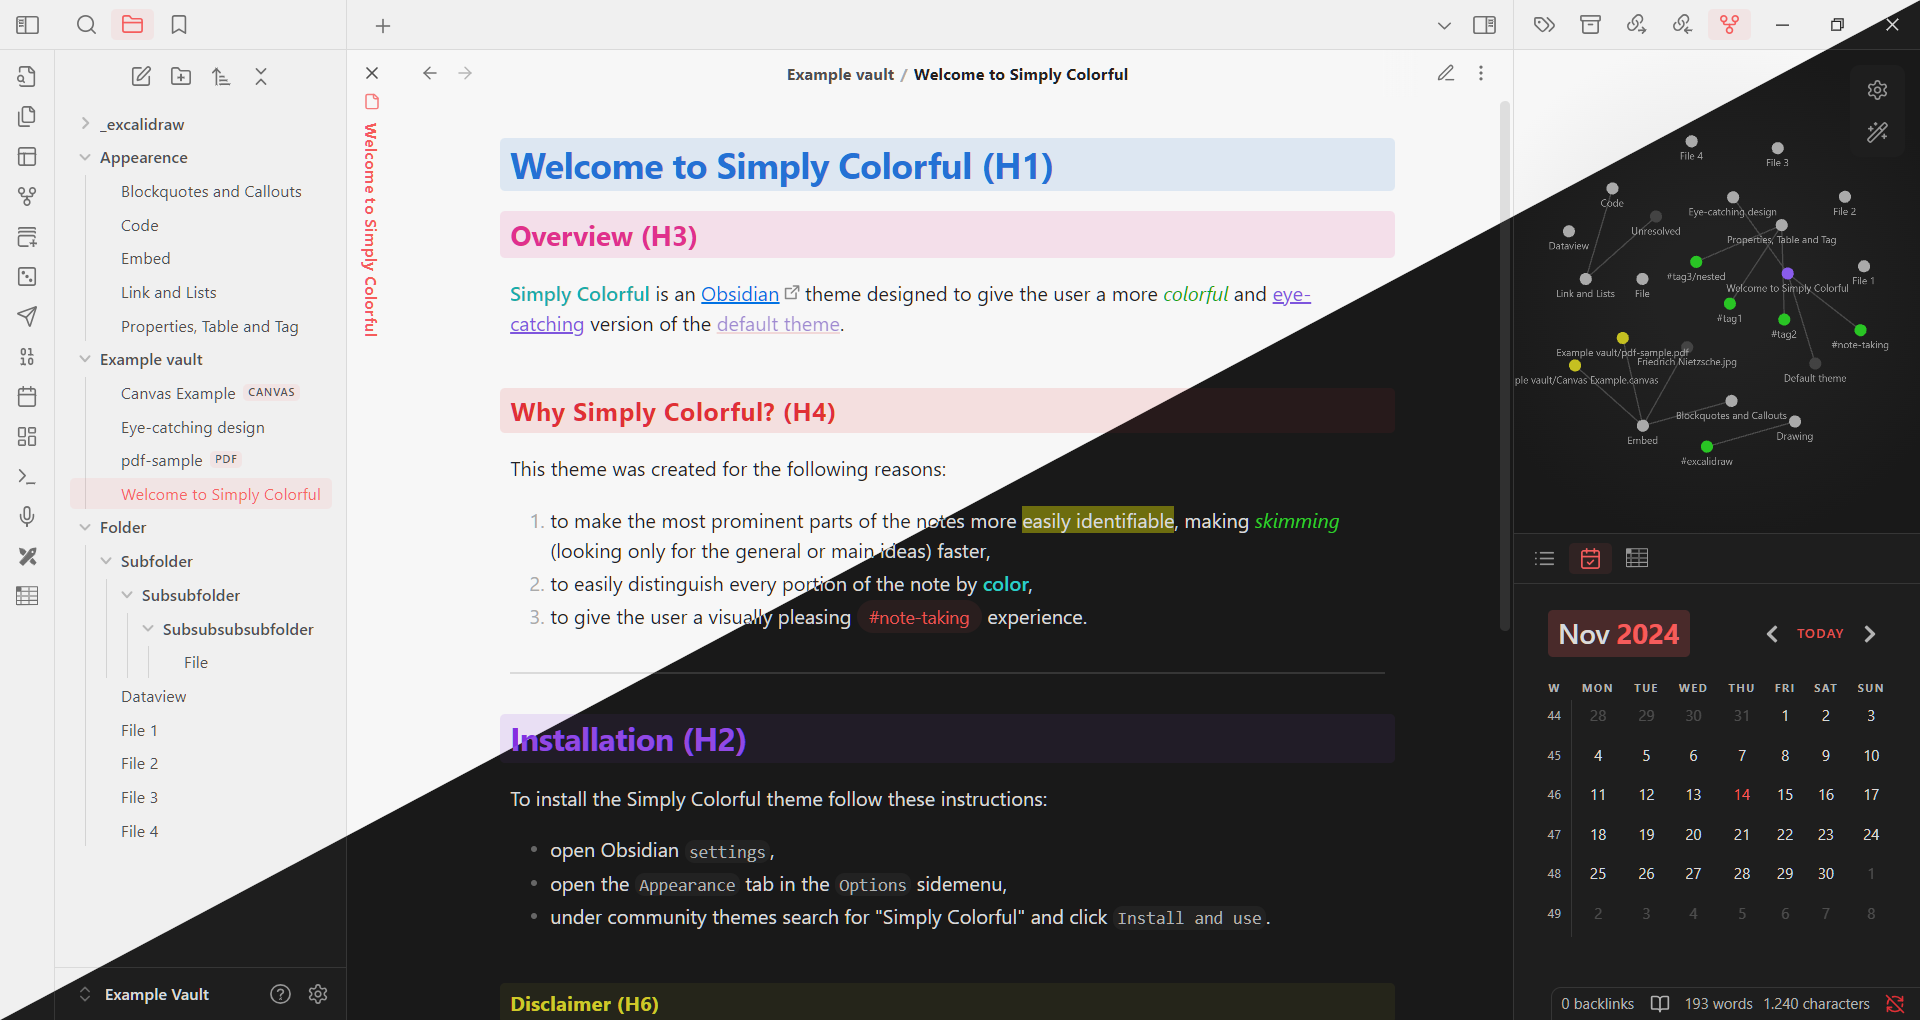 Example vault / Welcome to Simply Colorful
_excalidraw
Appearence
Blockquotes and Callouts
Code
Embed
Link and Lists
Properties, Table and Tag
Example vault
Canvas Example CANVAS
Eye-catching design
pdf-sample PDF
Welcome to Simply Colorful
Folder
Subfolder
Subsubfolder
Subsubsubsubfolder
File
Dataview
File 1
File 2
File 3
File 4
Example Vault
Welcome to Simply Colorful
Welcome to Simply Colorful (H1)
Overview (H3)
Simply Colorful is an Obsidian theme designed to give the user a more colorful and eye-
catching version of the default theme.
Why Simply Colorful? (H4)
This theme was created for the following reasons:
1. to make the most prominent parts of the notes more easily identifiable, making skimming
(looking only for the general or main ideas) faster,
2. to easily distinguish every portion of the note by color,
3. to give the user a visually pleasing #note-taking experience.
Installation (H2)
To install the Simply Colorful theme follow these instructions:
• open Obsidian settings,
• open the Appearance tab in the Options sidemenu,
• under community themes search for "Simply Colorful" and click Install and use.
Disclaimer (H6)
File 4
File 3
Code
Eye-catching design
File 2
Unresolved
Dataview
Properties, Table and Tag
#tag3/nested
File 1
Welcome to Simply Colorful
Link and Lists
File
#tag1
#tag2
#note-taking
Example vault/pdf-sample.pdf
Friedrich Nietzsche.jpg
ple vault/Canvas Example.canvas
Default theme
Blockquotes and Callouts
Embed
Drawing
#excalidraw
Nov 2024
TODAY
W MON TUE WED THU FRI SAT SUN
44 28 29 30 31 1 2 3
45 4 5 6 7 8 9 10
46 11 12 13 14 15 16 17
47 18 19 20 21 22 23 24
48 25 26 27 28 29 30 1
49 2 3 4 5 6 7 8
0 backlinks 193 words 1.240 characters